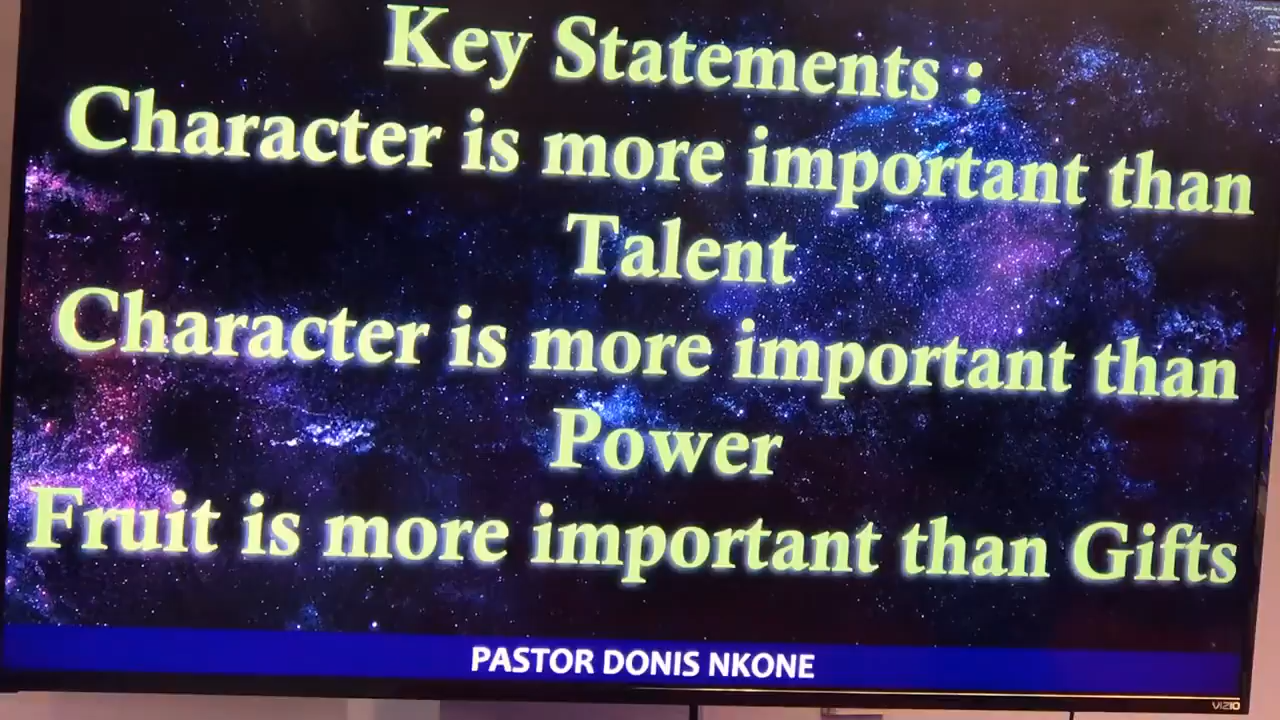 Key Statements :
Character is more important than
Talent
Character is more important than
Power
Fruit is more important than Gifts
PASTOR DONIS NKONE
VIZIO